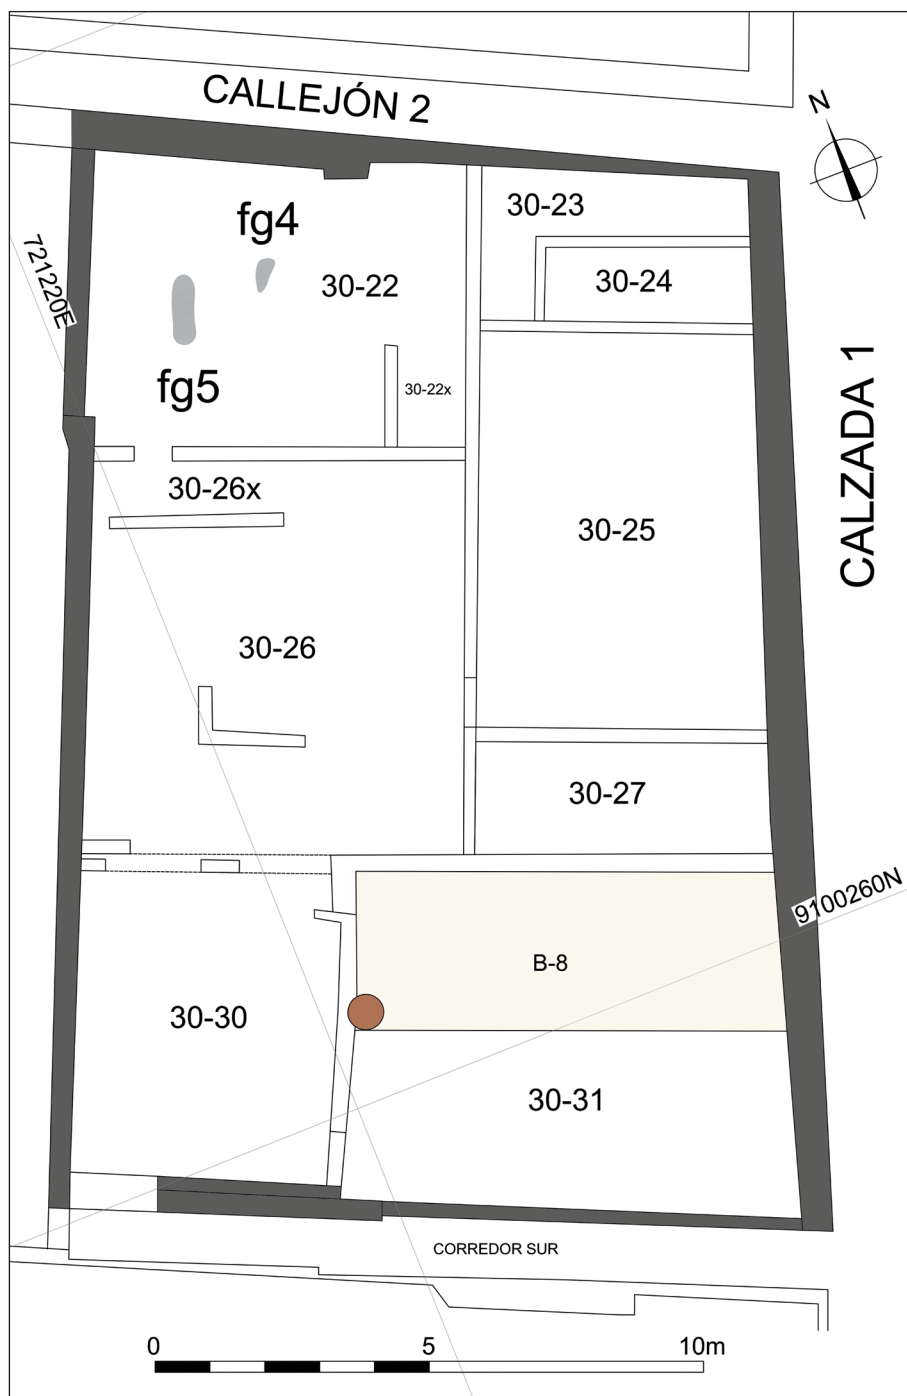 CALLEJÓN 2
N
fg4
30-23
30-24
30-22
721220E
fg5
30-22x
CALZADA 1
30-26x
30-25
30-26
30-27
9100260N
B-8
30-30
30-31
CORREDOR SUR
0 5 10m